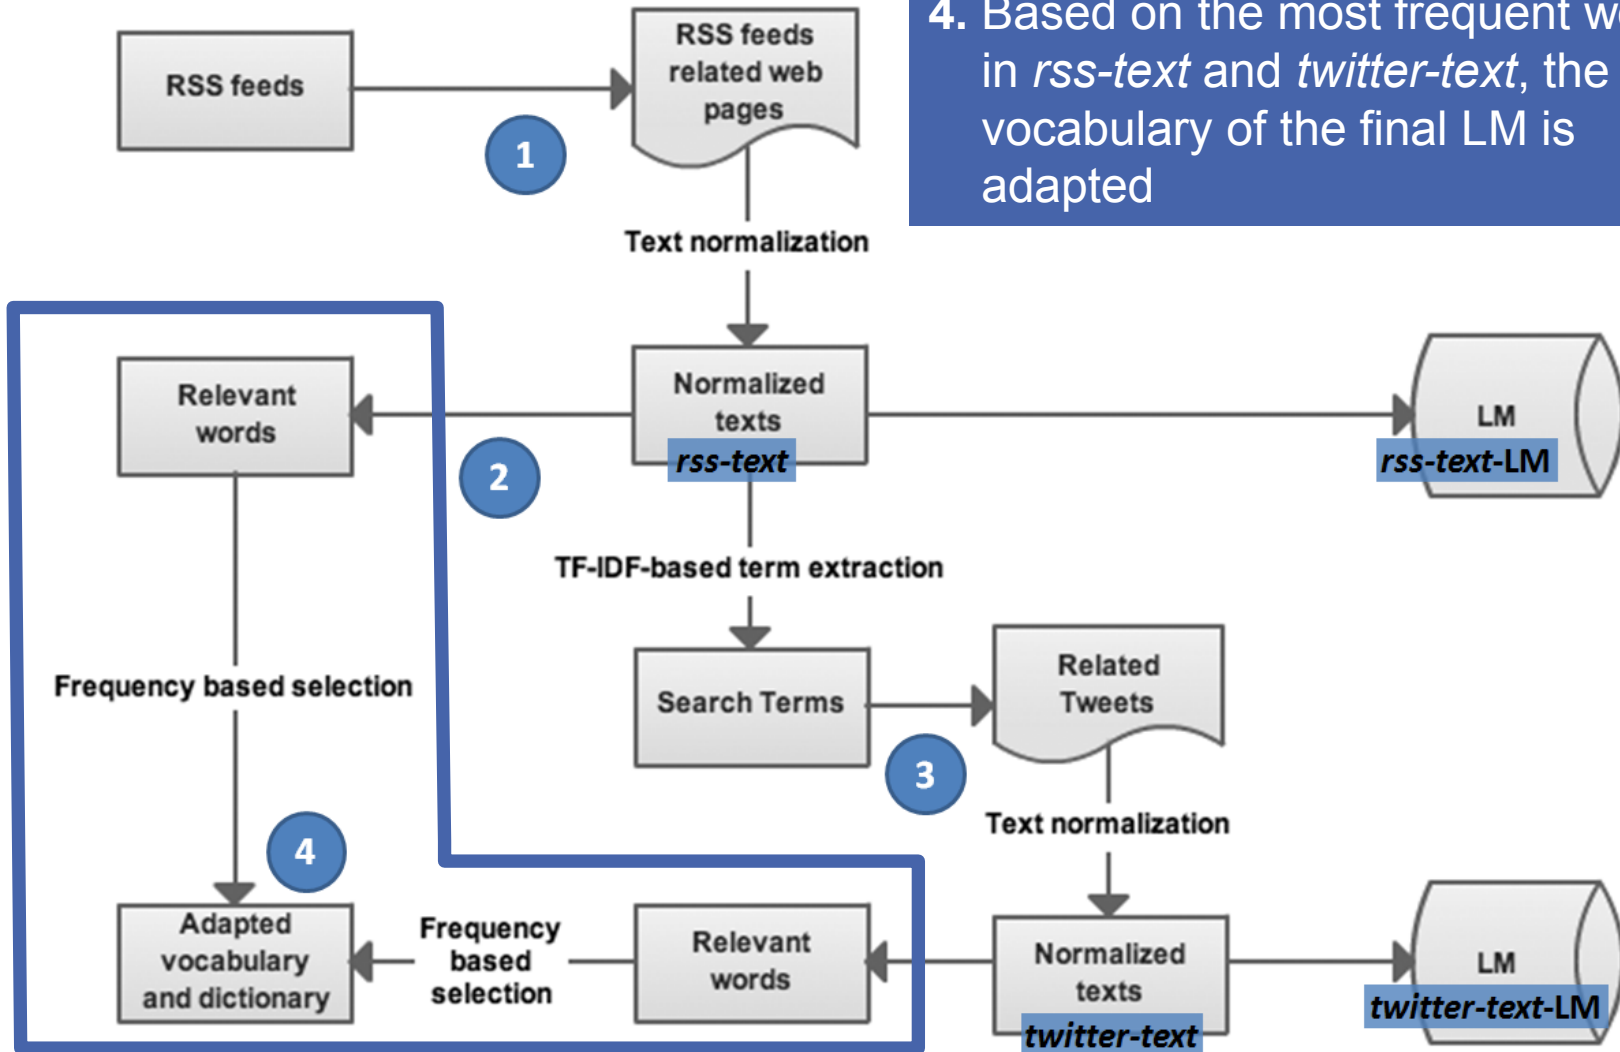 RSS feeds
RSS feeds
related web
pages
4. Based on the most frequent
in rss-text and twitter-text, the
vocabulary of the final LM is
adapted
1
Text normalization
Relevant
words
Normalized
texts
rss-text
LM
rss-text-LM
2
TF-IDF-based term extraction
Frequency based selection
Search Terms
Related
Tweets
3
Text normalization
4
Adapted
vocabulary
and dictionary
Frequency
based
selection
Relevant
words
Normalized
texts
twitter-text
LM
twitter-text-LM